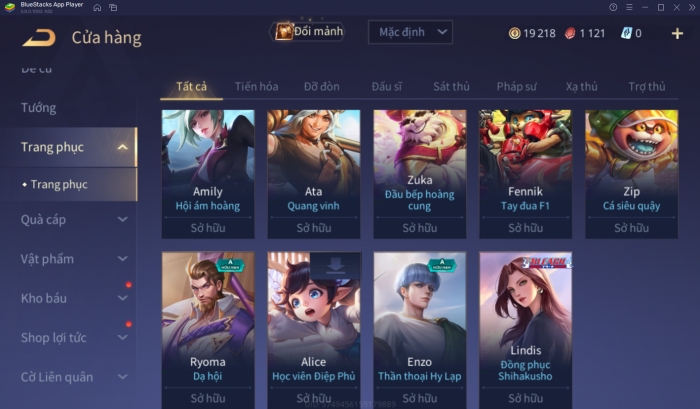 BlueStacks App Player
Cửa hàng
Đổi mảnh
Mặc định
19 218
1 121
0
Đề cử
Tướng
Trang phục
Trang phục
Quà cáp
Vật phẩm
Kho báu
Shop lợi tức
Cờ Liên quân
Tất cả
Tiến hóa
Đỡ đòn
Đấu sĩ
Sát thủ
Pháp sư
Xạ thủ
Trợ thủ
Amily
Hội ám hoàng
Sở hữu
Ata
Quang vinh
Sở hữu
Zuka
Đầu bếp hoàng
cung
Sở hữu
Fennik
Tay đua F1
Sở hữu
Zip
Cá siêu quậy
Sở hữu
A
HỮU HẠN
Ryoma
Dạ hội
Sở hữu
Alice
Học viên Điệp Phủ
Sở hữu
A
HỮU HẠN
Enzo
Thần thoại Hy Lạp
Sở hữu
BLEACH
Lindis
Đồng phục
Shihakusho
Sở hữu